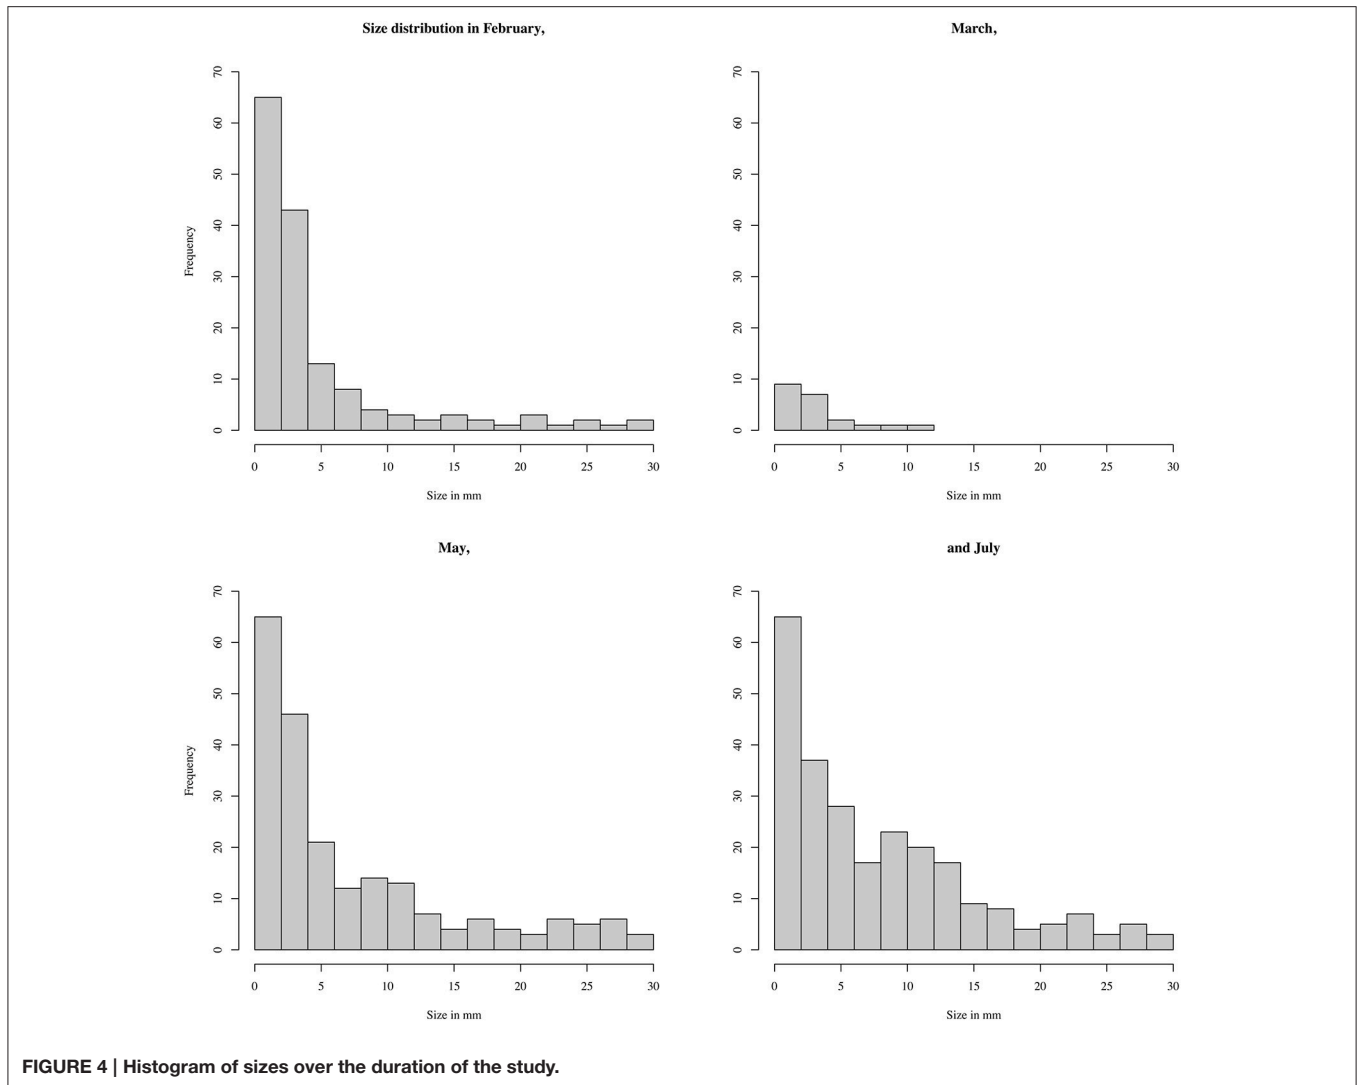 Size distribution in February,
70
60
50
40
30
20
10
0
Frequency
0 5 10 15 20 25 30
Size in mm
March,
70
60
50
40
30
20
10
0
0 5 10 15 20 25 30
Size in mm
May,
70
60
50
40
30
20
10
0
Frequency
0 5 10 15 20 25 30
Size in mm
and July
70
60
50
40
30
20
10
0
0 5 10 15 20 25 30
Size in mm
FIGURE 4 | Histogram of sizes over the duration of the study.